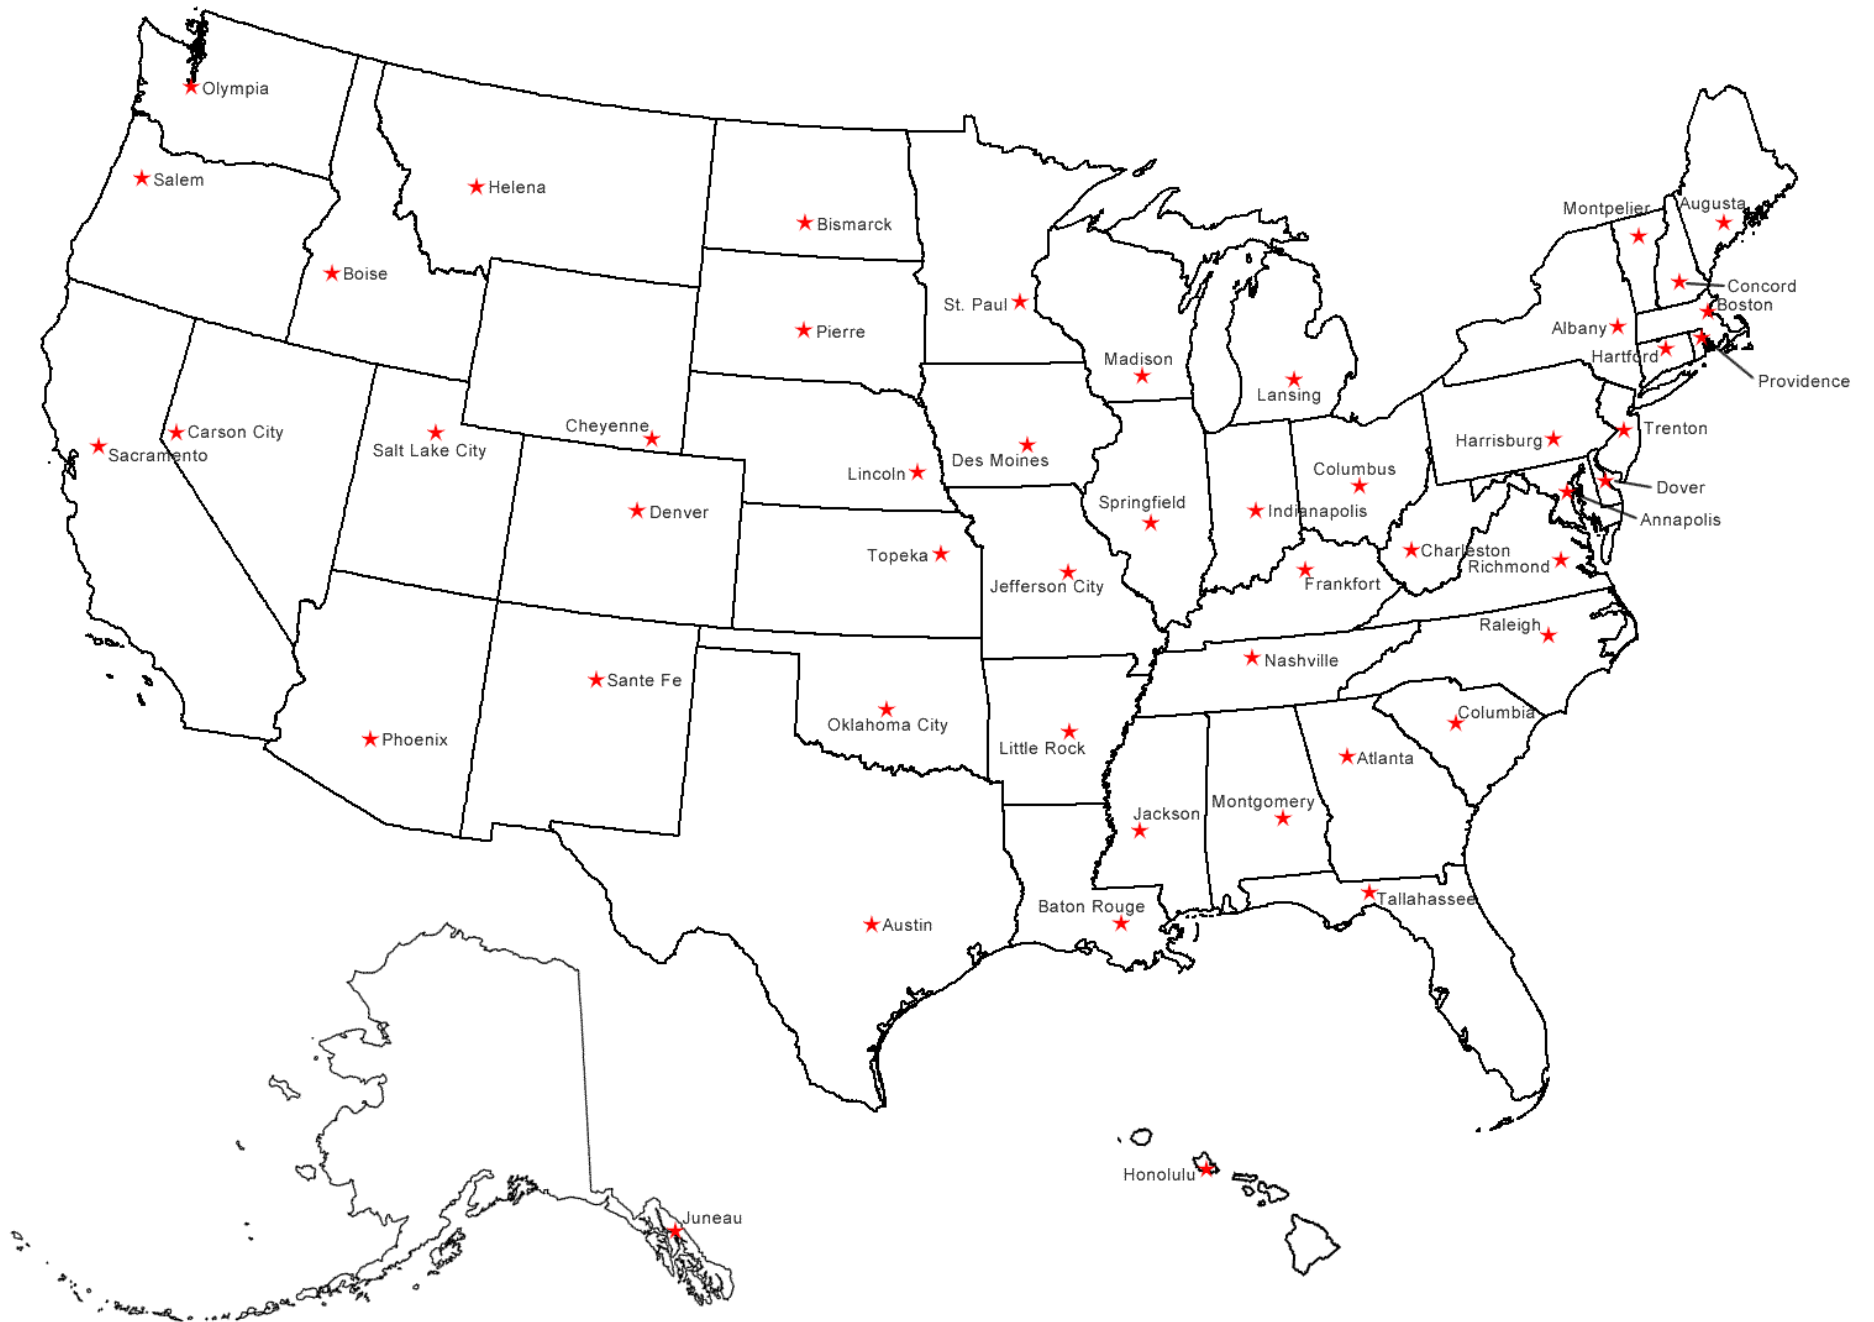 Olympia
Salem
Helena
Bismarck
Montpelier
Augusta
Boise
St. Paul
Concord
Boston
Pierre
Albany
Hartford
Madison
Lansing
Providence
Cheyenne
Carson City
Salt Lake City
Sacramento
Lincoln
Des Moines
Columbus
Harrisburg
Trenton
Denver
Springfield
Indianapolis
Dover
Annapolis
Topeka
Jefferson City
Frankfort
Charleston
Richmond
Raleigh
Nashville
Sante Fe
Oklahoma City
Phoenix
Little Rock
Columbia
Atlanta
Jackson
Montgomery
Tallahassee
Baton Rouge
Austin
Honolulu
Juneau